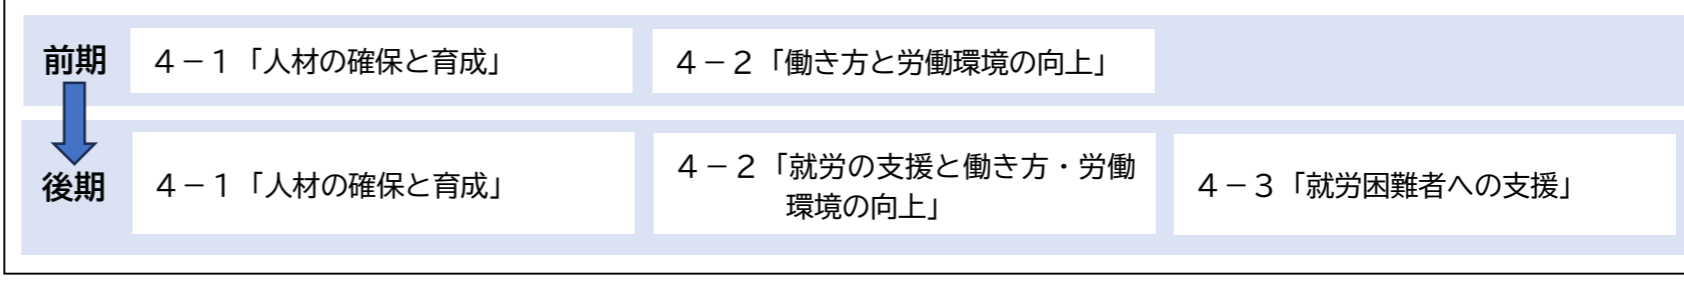 前期
４－１「人材の確保と育成」
４－２「働き方と労働環境の向上」
後期
４－１「人材の確保と育成」
４－２「就労の支援と働き方・労働
環境の向上」
４－３「就労困難者への支援」